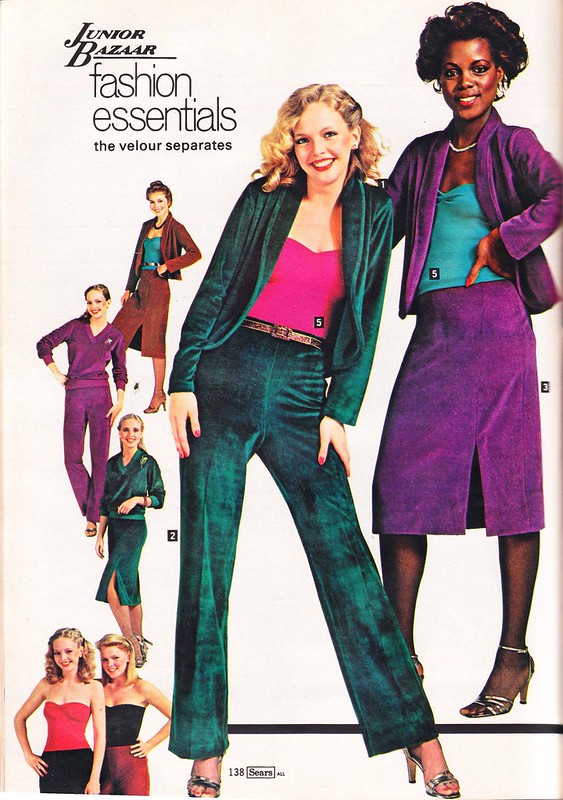 JUNIOR
BAZAAR
fashion
essentials
the velour separates
1
5
5
3
2
138 Sears ALL